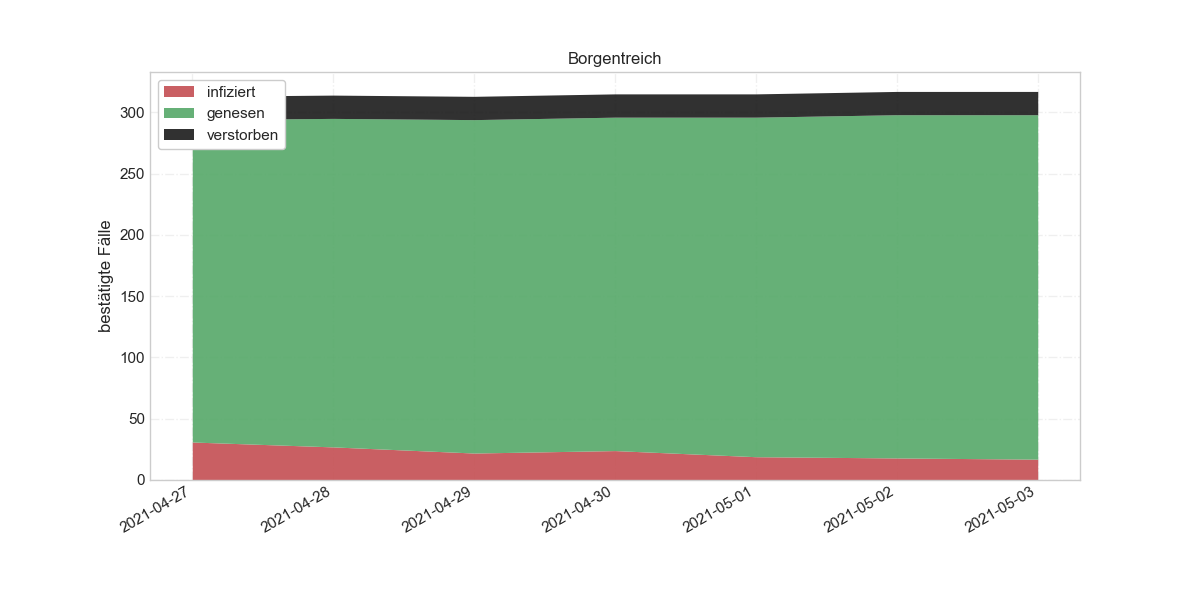 Borgentreich
infiziert
genesen
verstorben
bestätigte Fälle
300
250
200
150
100
50
0
2021-04-27
2021-04-28
2021-04-29
2021-04-30
2021-05-01
2021-05-02
2021-05-03